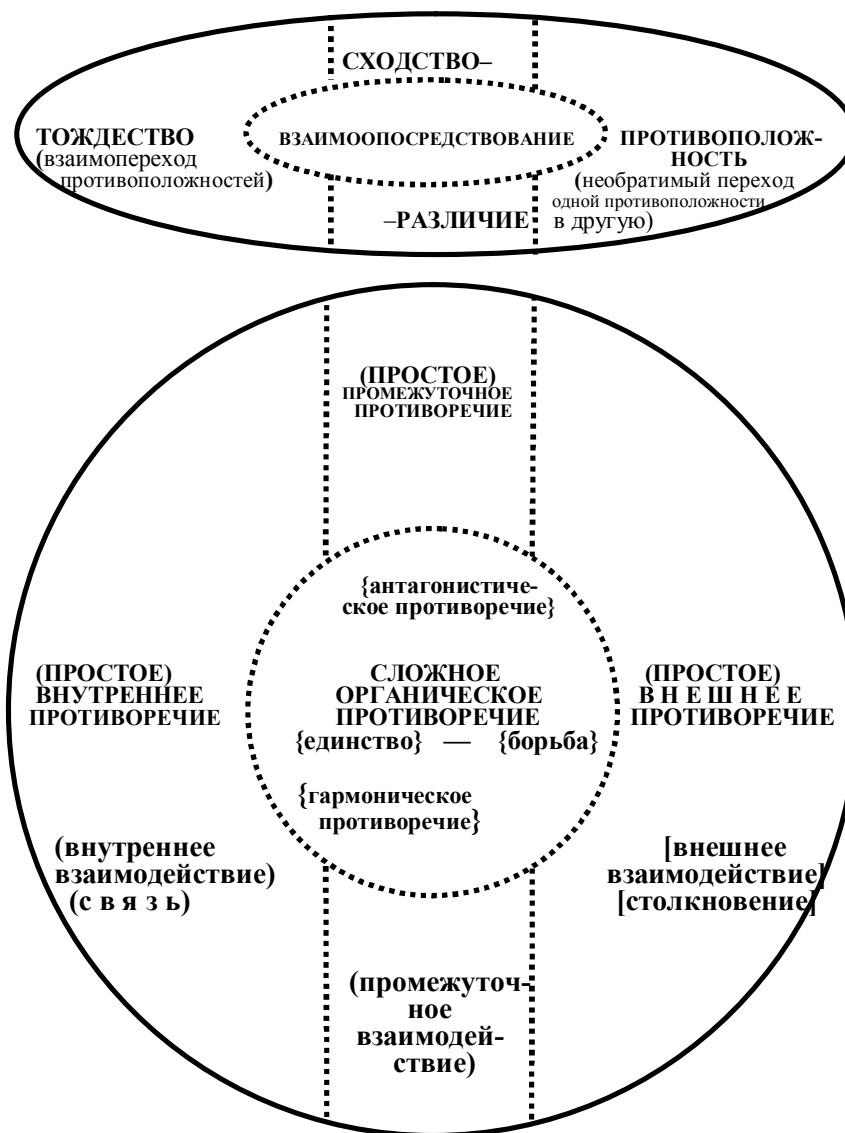 СХОДСТВО–
ТОЖДЕСТВО
(взаимопереход
противоположностей)
ВЗАИМООПОСРЕДСТВОВАНИЕ
ПРОТИВОПОЛОЖ-
НОСТЬ
(необратимый переход
одной противоположности
в другую)
–РАЗЛИЧИЕ
(ПРОСТОЕ)
ПРОМЕЖУТОЧНОЕ
ПРОТИВОРЕЧИЕ
{антагонистиче-
ское противоречие}
(ПРОСТОЕ)
ВНУТРЕННЕЕ
ПРОТИВОРЕЧИЕ
СЛОЖНОЕ
ОРГАНИЧЕСКОЕ
ПРОТИВОРЕЧИЕ
{единство} — {борьба}
(ПРОСТОЕ)
В Н Е Ш Н Е Е
ПРОТИВОРЕЧИЕ
{гармоническое
противоречие}
(внутреннее
взаимодействие)
(с в я з ь)
[внешнее
взаимодействие]
[столкновение]
(промежуточ-
ное
взаимодей-
ствие)